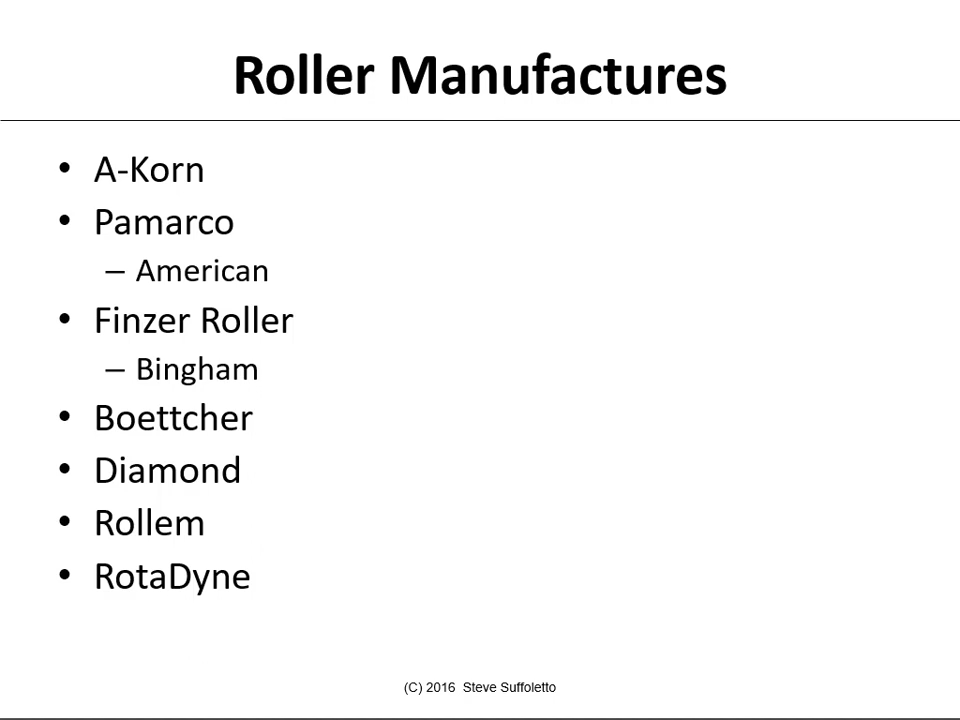 Roller Manufactures
• A-Korn
• Pamarco
– American
• Finzer Roller
– Bingham
• Boettcher
• Diamond
• Rollem
• RotaDyne
(C) 2016 Steve Suffoletto